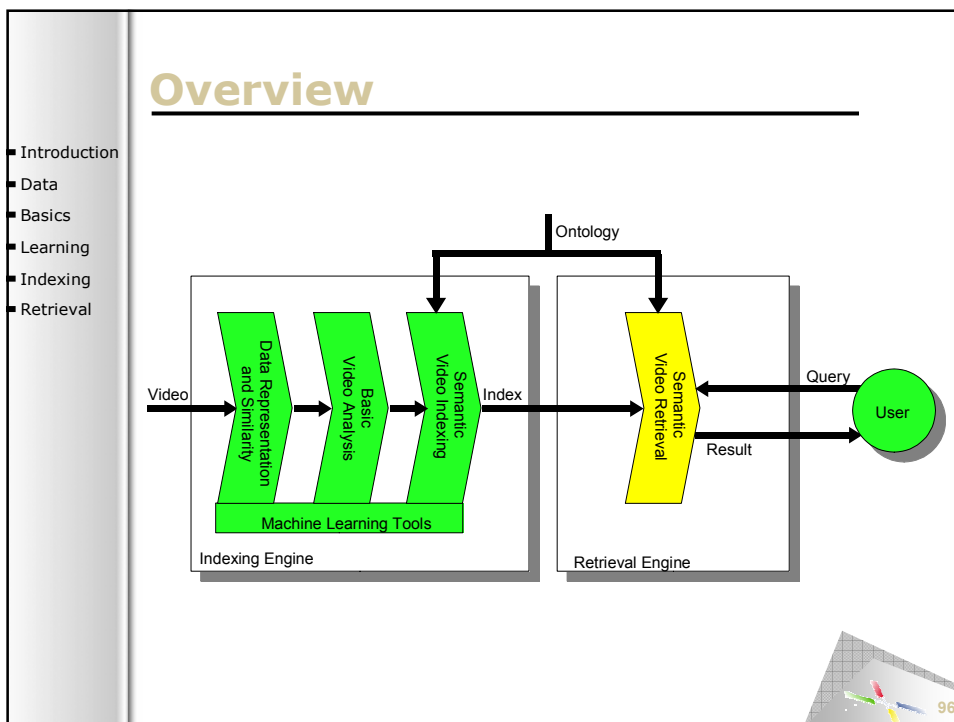 Overview
Introduction
Data
Basics
Learning
Indexing
Retrieval
Ontology
Video
Data Representation
and Similarity
Basic
Video Analysis
Semantic
Video Indexing
Index
Semantic
Video Retrieval
Query
User
Result
Machine Learning Tools
Indexing Engine
Retrieval Engine
96